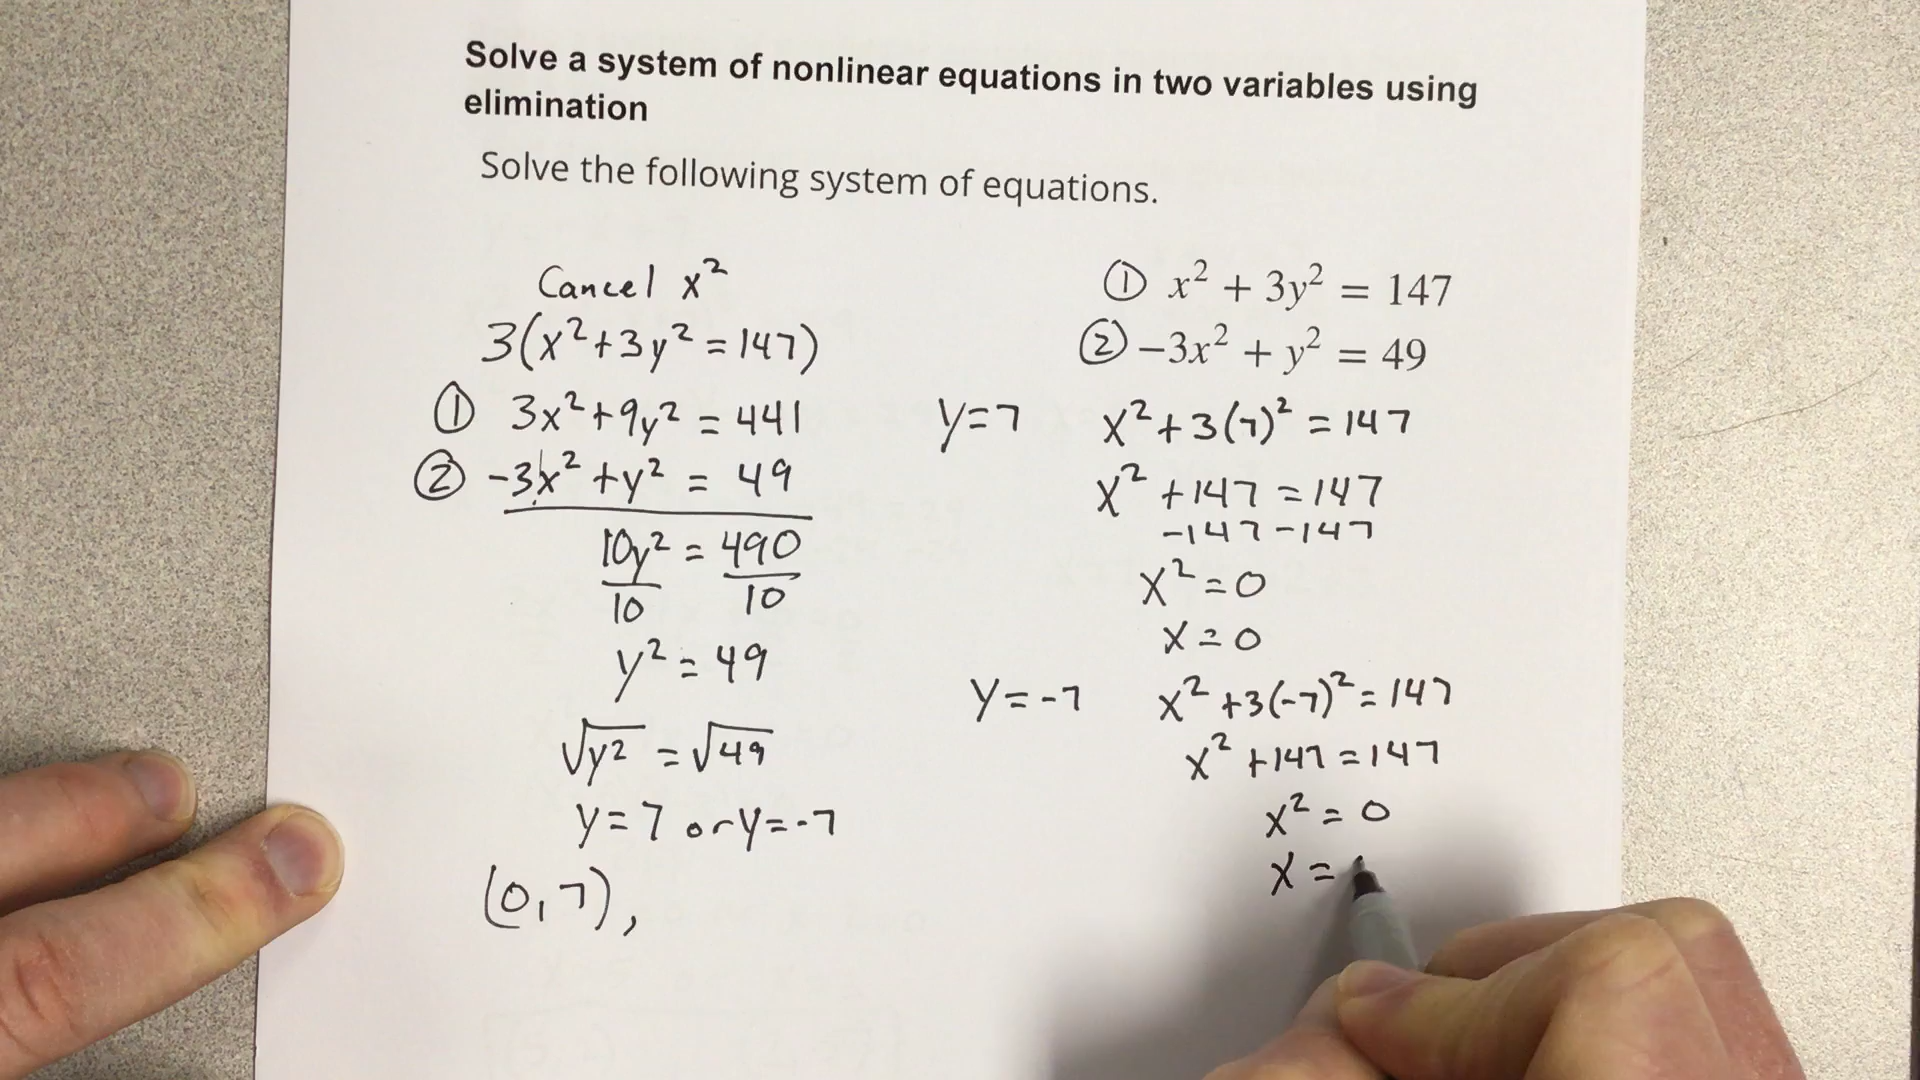 Solve a system of nonlinear equations in two variables using
elimination
Solve the following system of equations.
Cancel x²
3(x²+3y²=147)
① 3x²+9y² = 441
② -3x²+y² = 49
10y² = 490
10 10
y² = 49
√y² = √49
y=7 or y=-7
(0,7),
① x² + 3y² = 147
② −3x² + y² = 49
y=7 x²+3(7)² = 147
x² +147 =147
-147 -147
x² = 0
x = 0
y=-7 x²+3(-7)²=147
x² +147 =147
x² = 0
x =